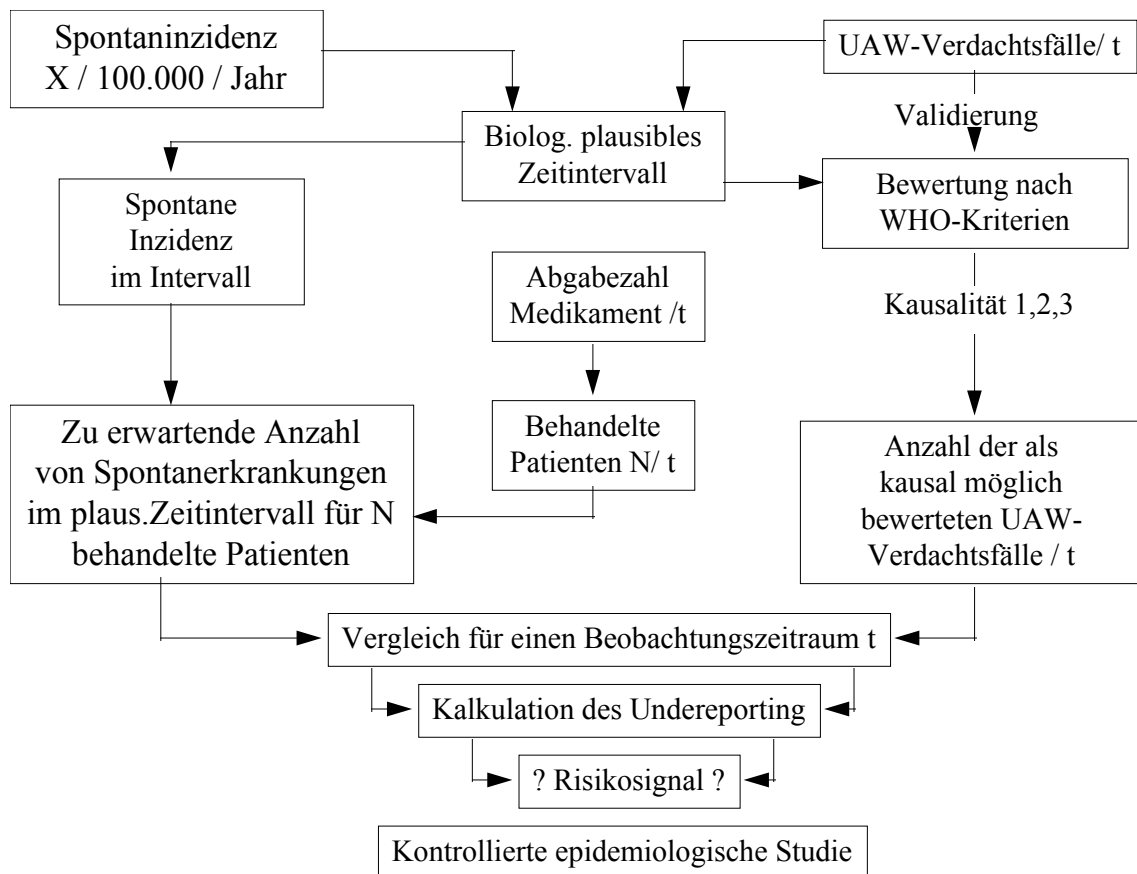 Spontaninzidenz
X / 100.000 / Jahr
UAW-Verdachtsfälle/ t
Validierung
Biolog. plausibles
Zeitintervall
Bewertung nach
WHO-Kriterien
Spontane
Inzidenz
im Intervall
Abgabezahl
Medikament /t
Kausalität 1,2,3
Zu erwartende Anzahl
von Spontanerkrankungen
im plaus.Zeitintervall für N
behandelte Patienten
Behandelte
Patienten N/ t
Anzahl der als
kausal möglich
bewerteten UAW-
Verdachtsfälle / t
Vergleich für einen Beobachtungszeitraum t
Kalkulation des Undereporting
? Risikosignal ?
Kontrollierte epidemiologische Studie